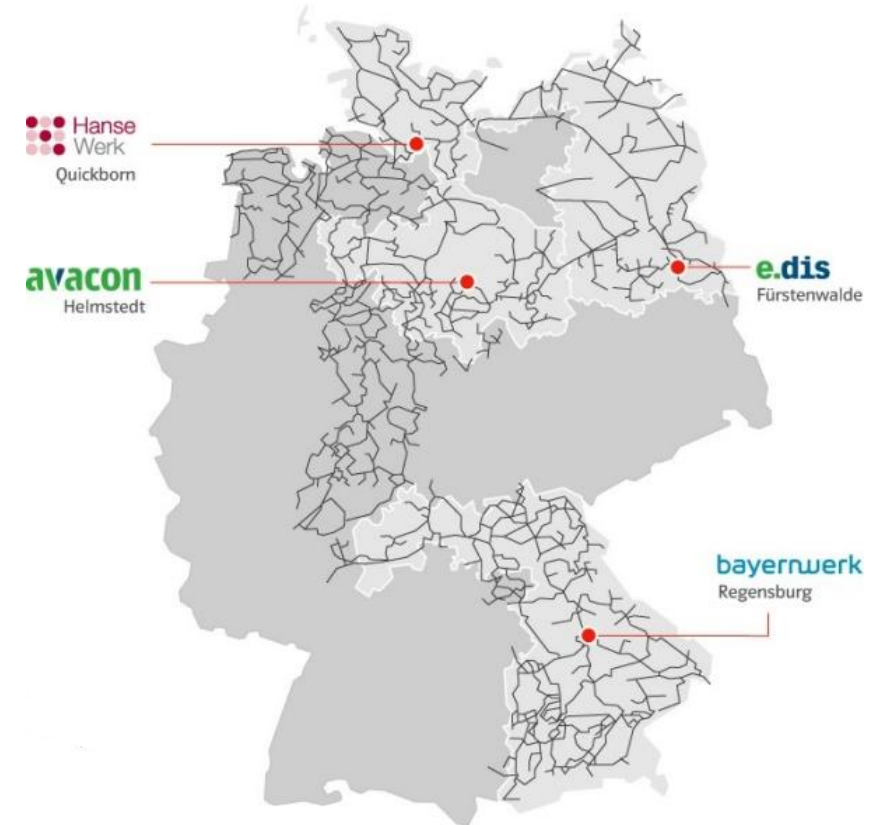 Hanse
Werk
Quickborn
avacon
Helmstedt
e.dis
Fürstenwalde
bayernwerk
Regensburg